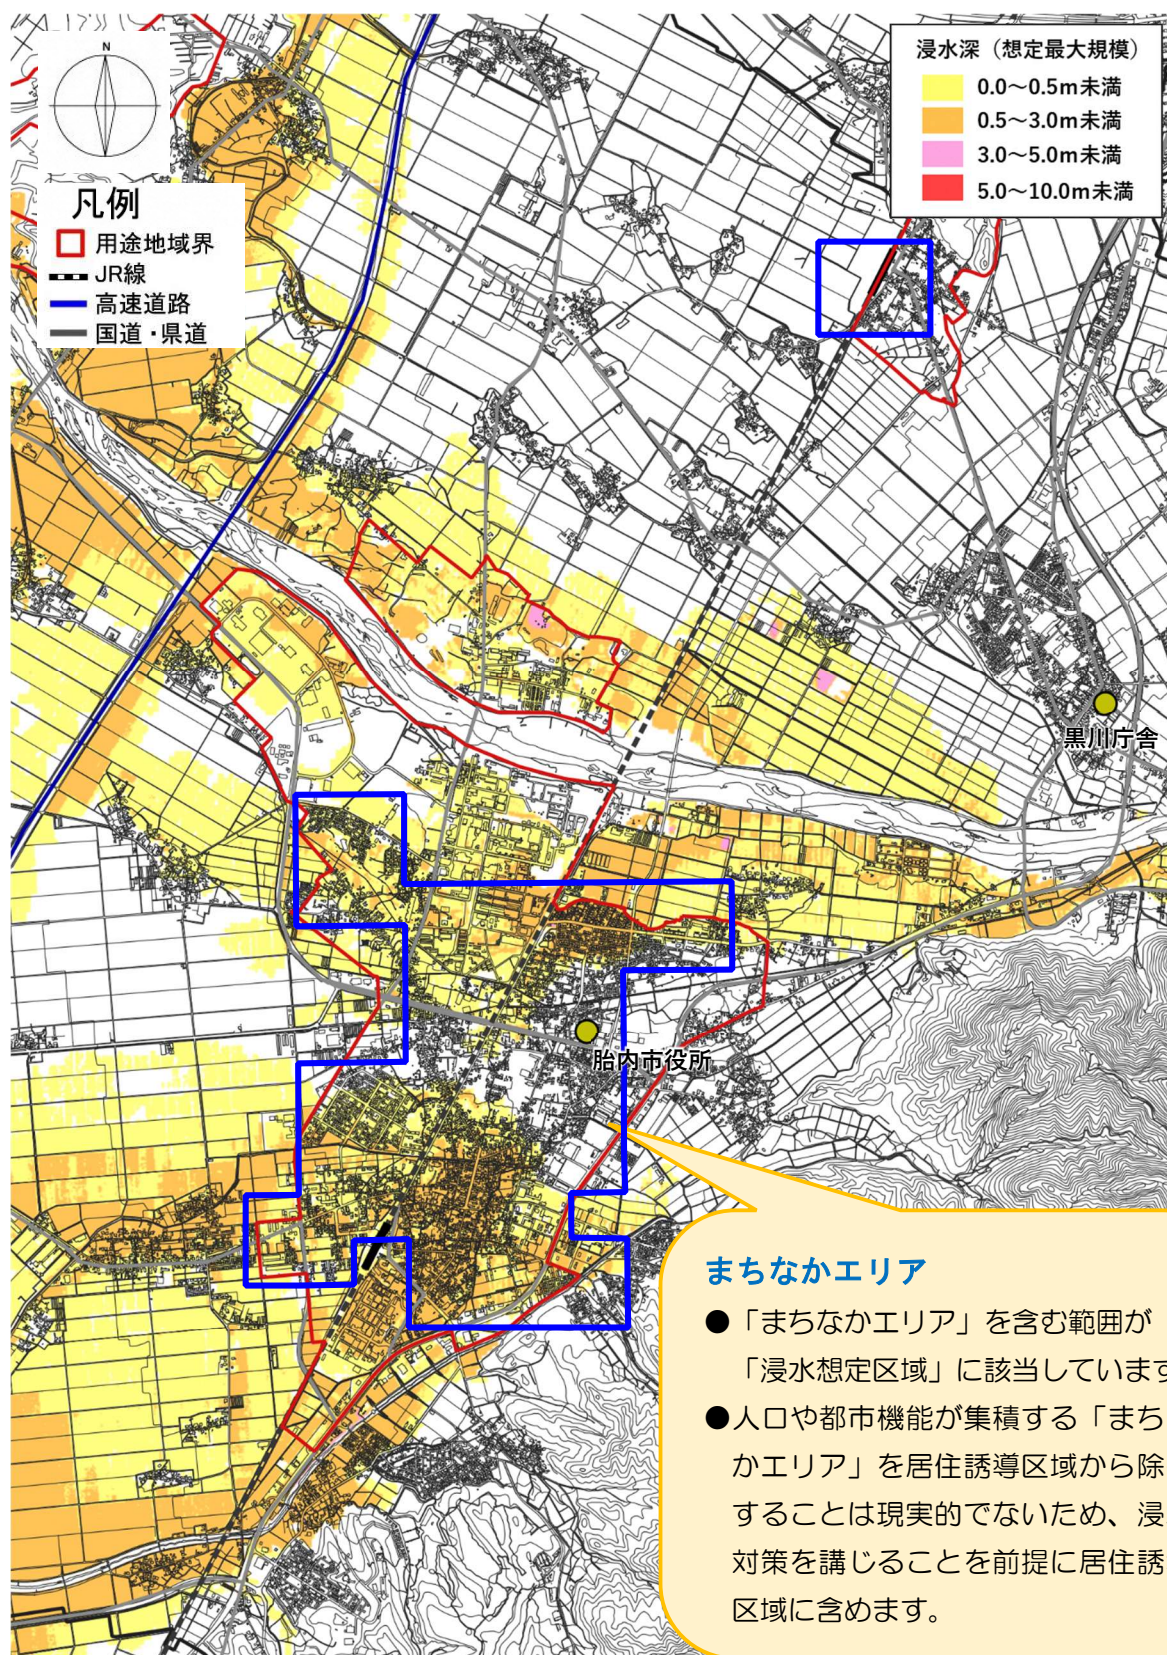 N
浸水深（想定最大規模）
0.0～0.5m未満
0.5～3.0m未満
3.0～5.0m未満
5.0～10.0m未満
凡例
用途地域界
JR線
高速道路
国道・県道
黒川庁舎
胎内市役所
まちなかエリア
●「まちなかエリア」を含む範囲が
「浸水想定区域」に該当しています
●人口や都市機能が集積する「まち
かエリア」を居住誘導区域から除
することは現実的でないため、浸
対策を講じることを前提に居住誘
区域に含めます。